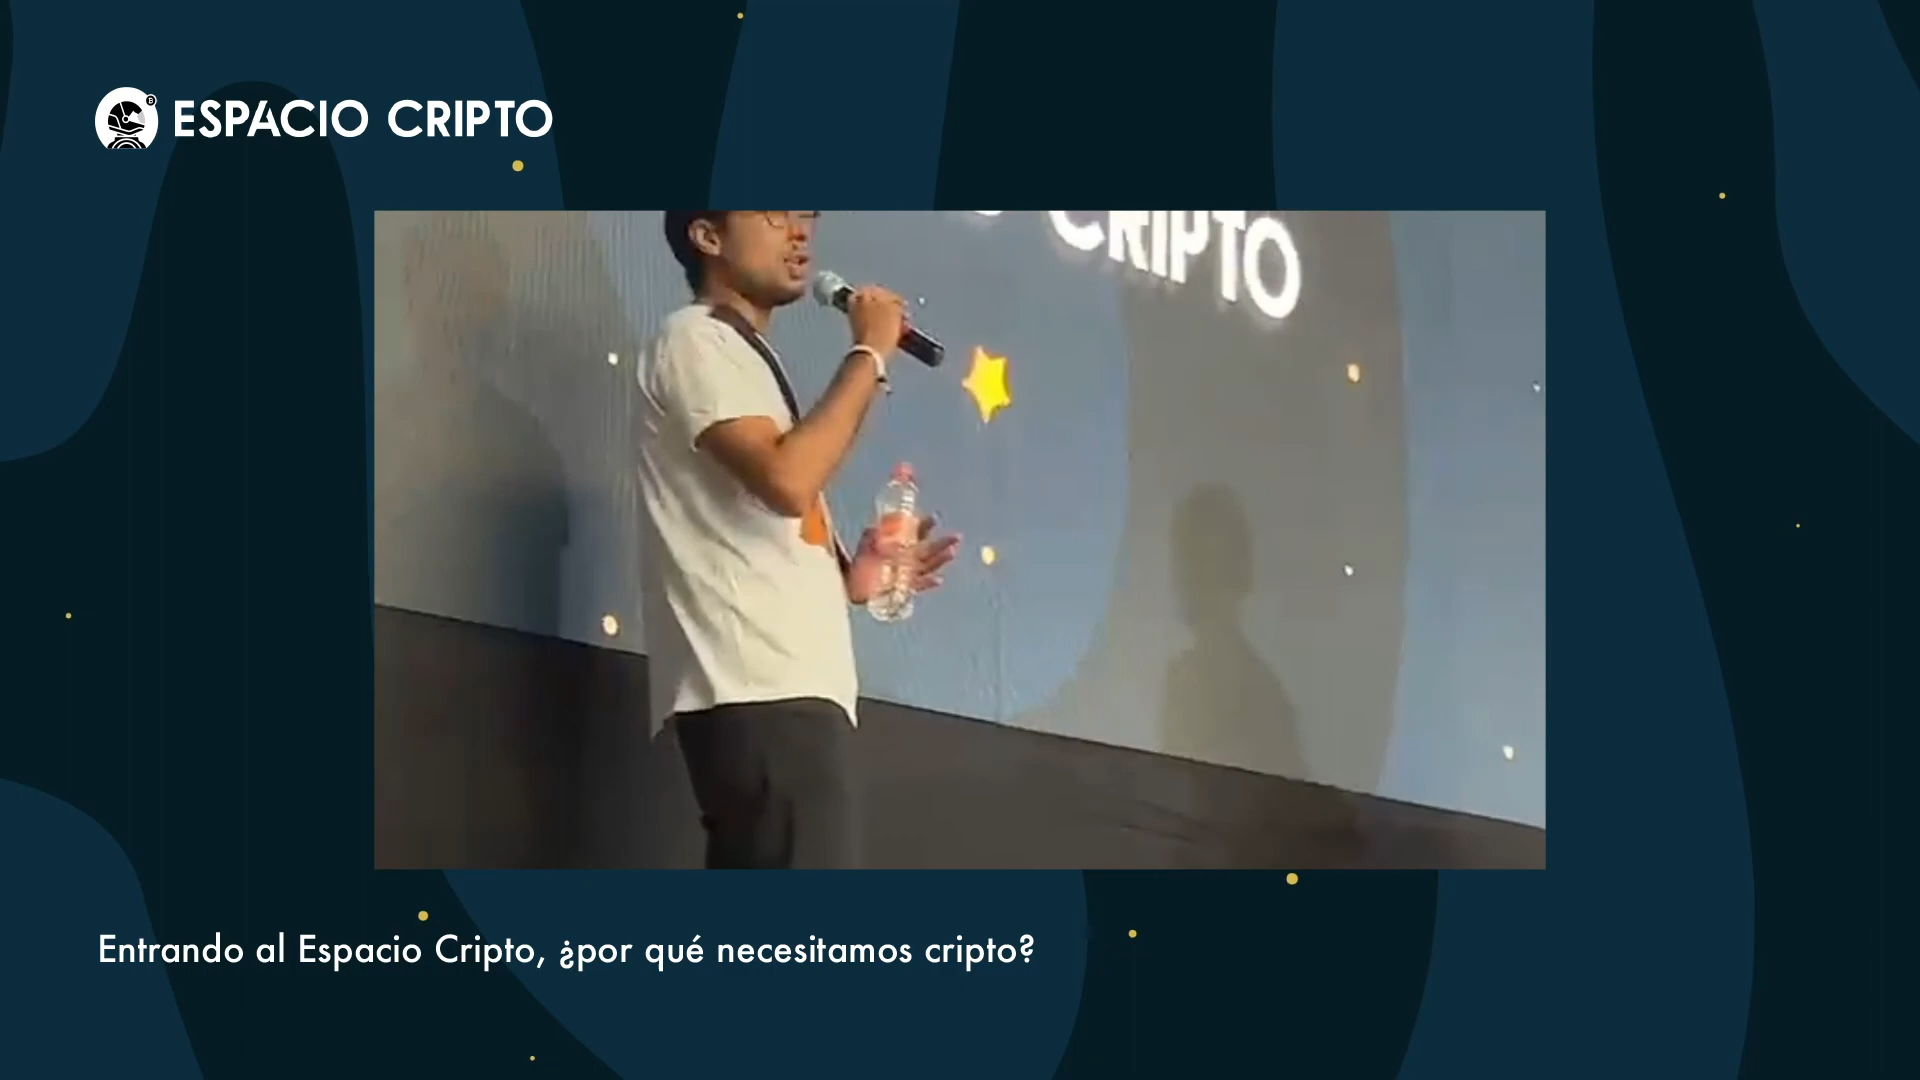 ESPACIO CRIPTO
CRIPTO
Entrando al Espacio Cripto, ¿por qué necesitamos cripto?